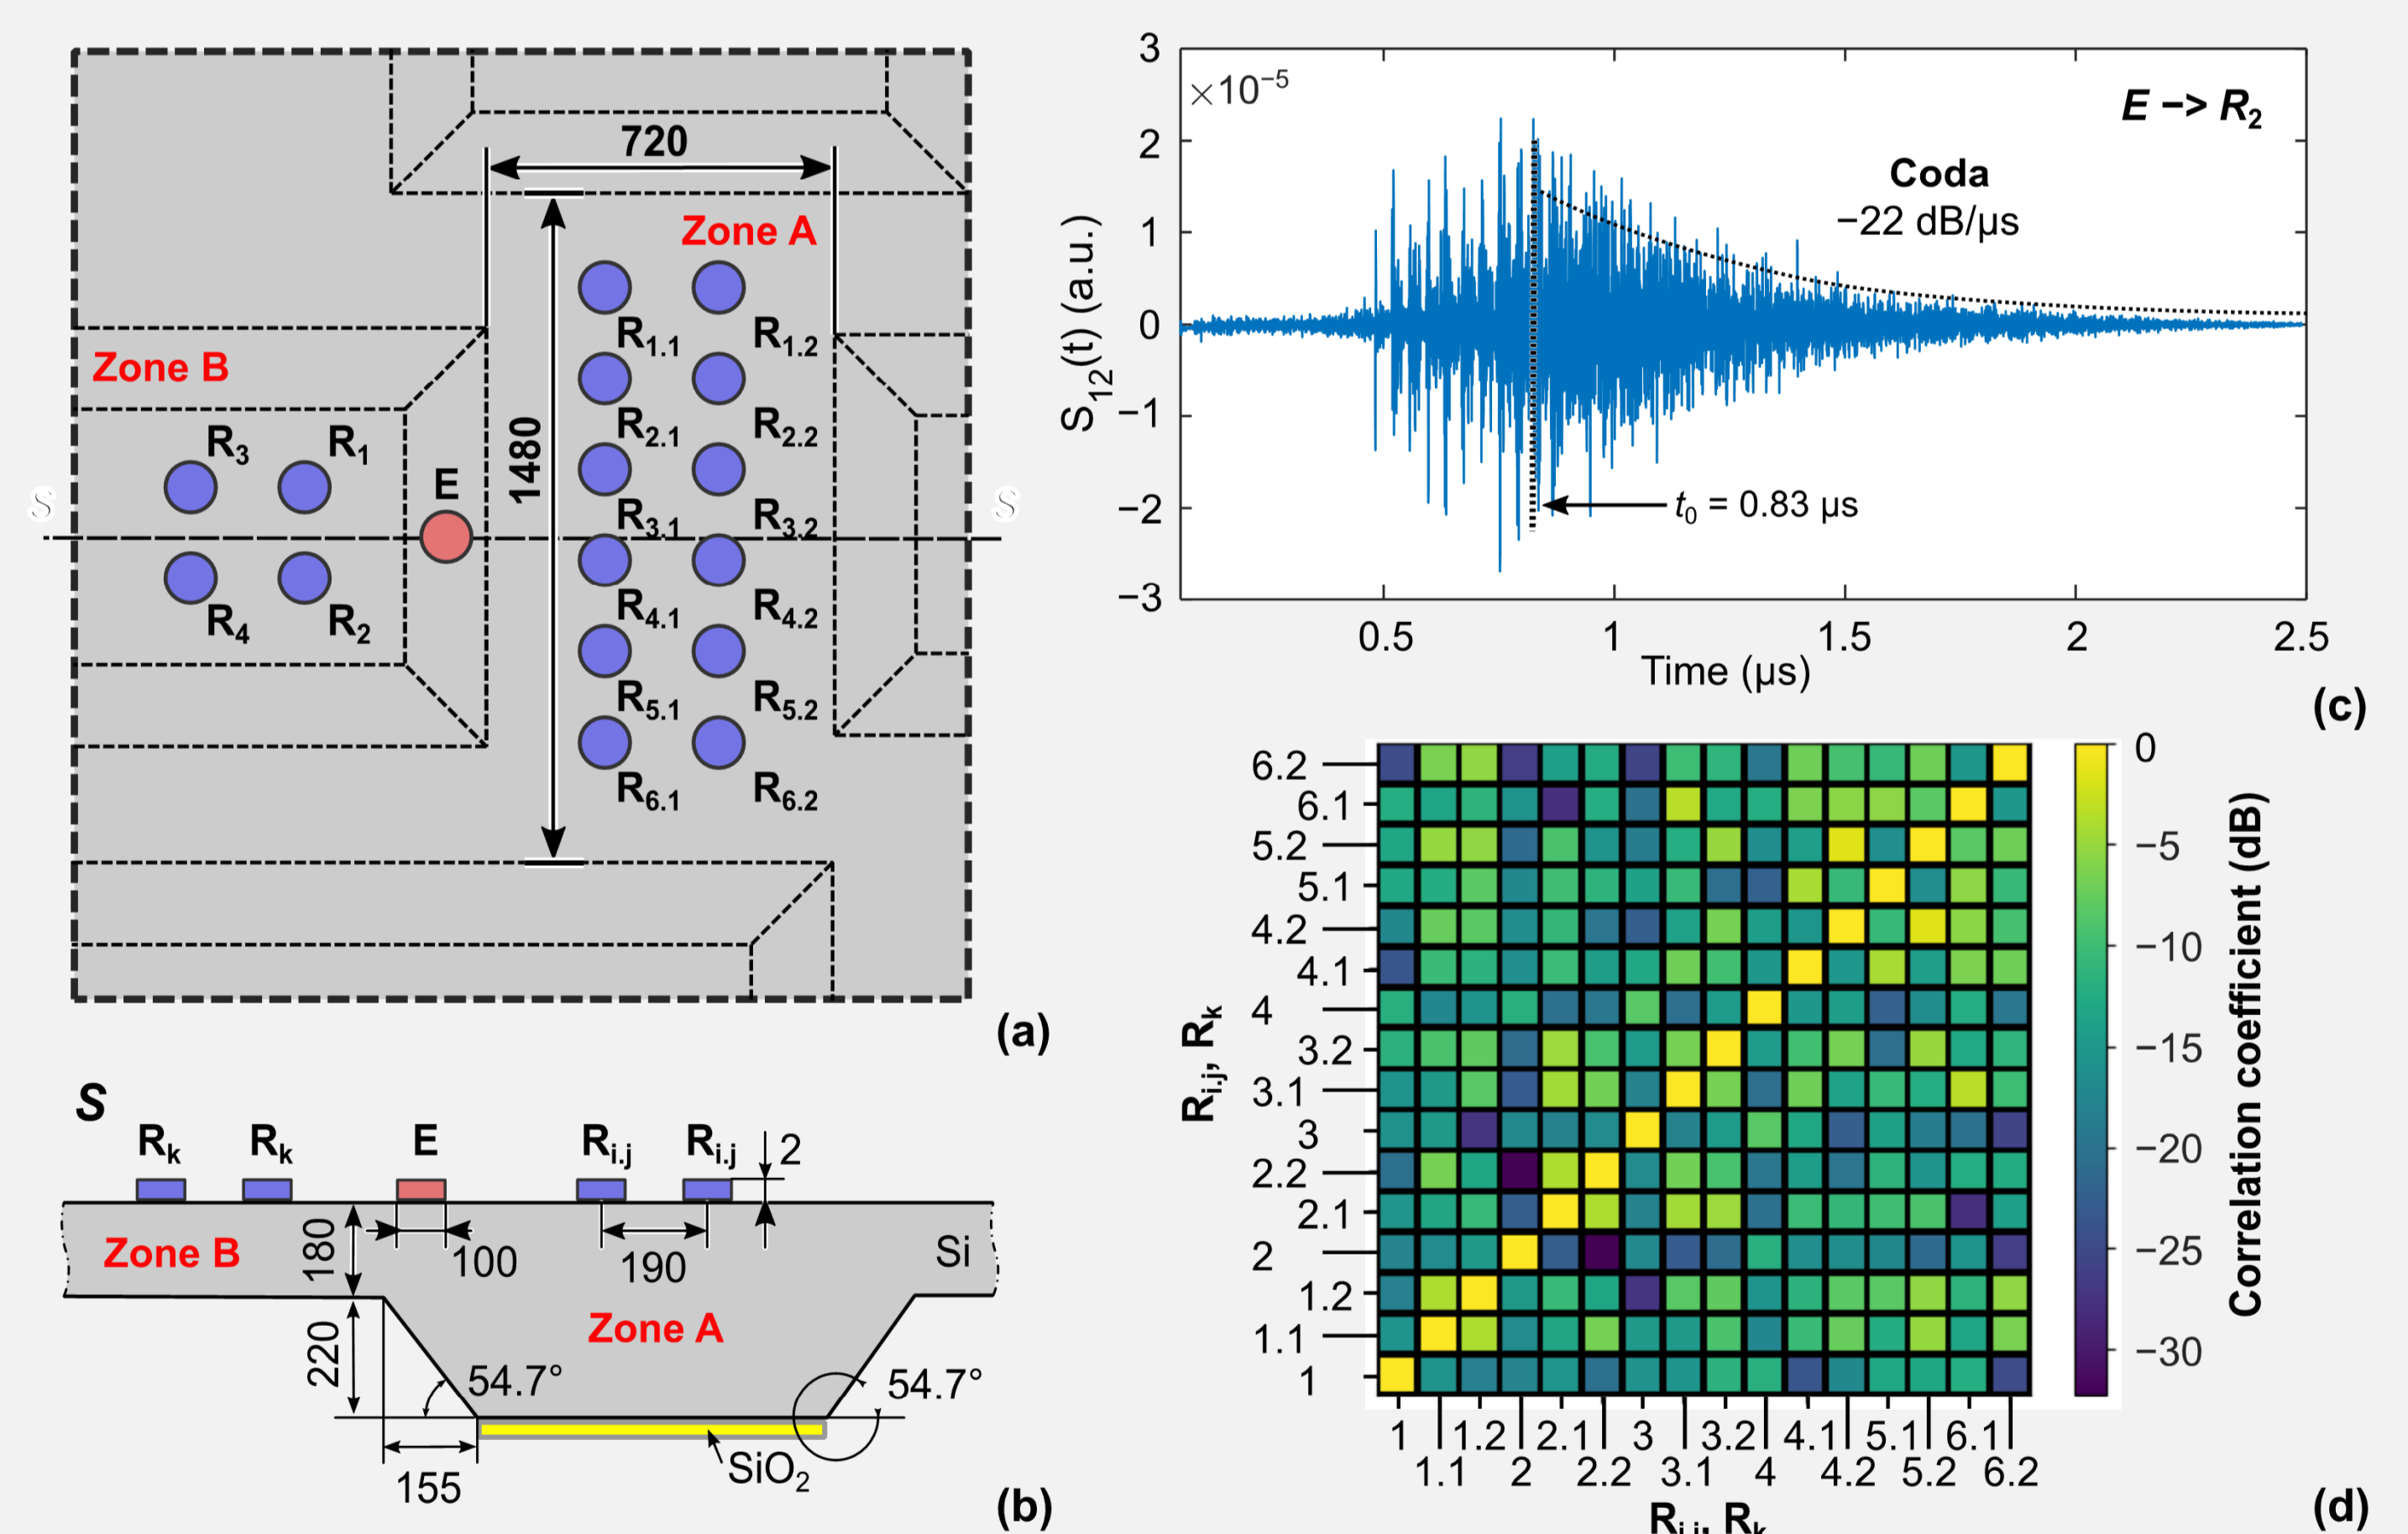 720
Zone A
1480
Zone B
R1.1 R1.2
R2.1 R2.2
R3.1 R3.2
R4.1 R4.2
R5.1 R5.2
R6.1 R6.2
R3 R1
E
R4 R2
S S
(a)
S
Rk Rk E Ri.j Ri.j
2
180
Zone B
100
190
Si
220
Zone A
54.7°
54.7°
155
SiO2
(b)
×10−5
E −> R2
Coda
−22 dB/µs
t0 = 0.83 µs
S12(t) (a.u.)
3
2
1
0
−1
−2
−3
0.5 1 1.5 2 2.5
Time (µs)
(c)
6.2
6.1
5.2
5.1
4.2
4.1
4
3.2
3.1
3
2.2
2.1
2
1.2
1.1
1
Ri.j, Rk
1 1.2 2.1 3 3.2 4.1 5.1 6.1
1.1 2 2.2 3.1 4 4.2 5.2 6.2
Ri.j, Rk
0
−5
−10
−15
−20
−25
−30
Correlation coefficient (dB)
(d)